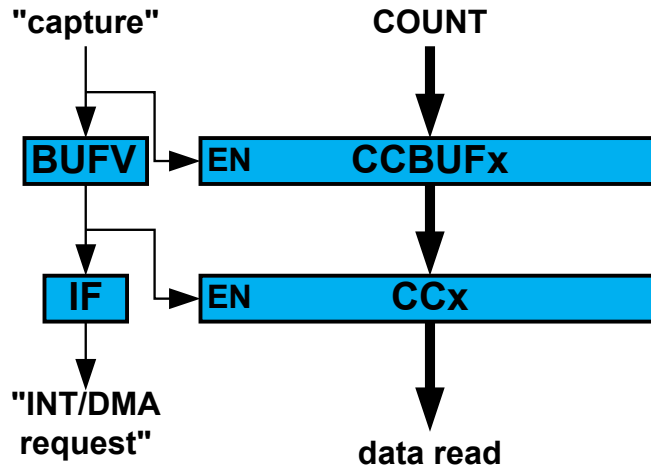 "capture"
COUNT
BUFV
EN
CCBUFx
IF
EN
CCx
"INT/DMA
request"
data read